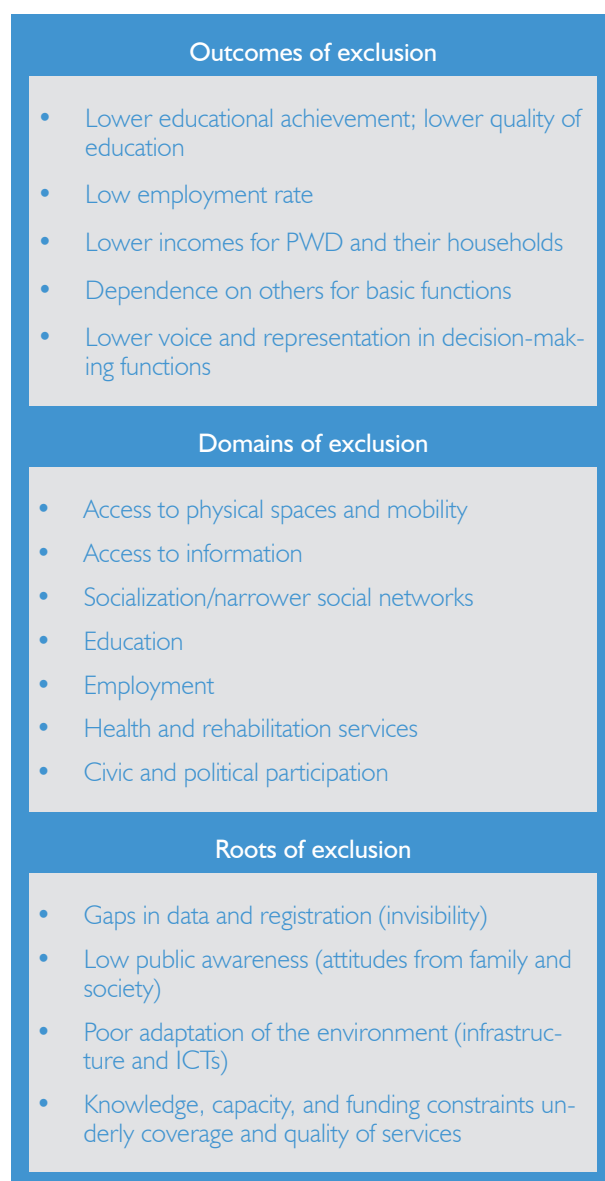 Outcomes of exclusion
• Lower educational achievement; lower quality of
education
• Low employment rate
• Lower incomes for PWD and their households
• Dependence on others for basic functions
• Lower voice and representation in decision-mak-
ing functions
Domains of exclusion
• Access to physical spaces and mobility
• Access to information
• Socialization/narrower social networks
• Education
• Employment
• Health and rehabilitation services
• Civic and political participation
Roots of exclusion
• Gaps in data and registration (invisibility)
• Low public awareness (attitudes from family and
society)
• Poor adaptation of the environment (infrastruc-
ture and ICTs)
• Knowledge, capacity, and funding constraints un-
derly coverage and quality of services